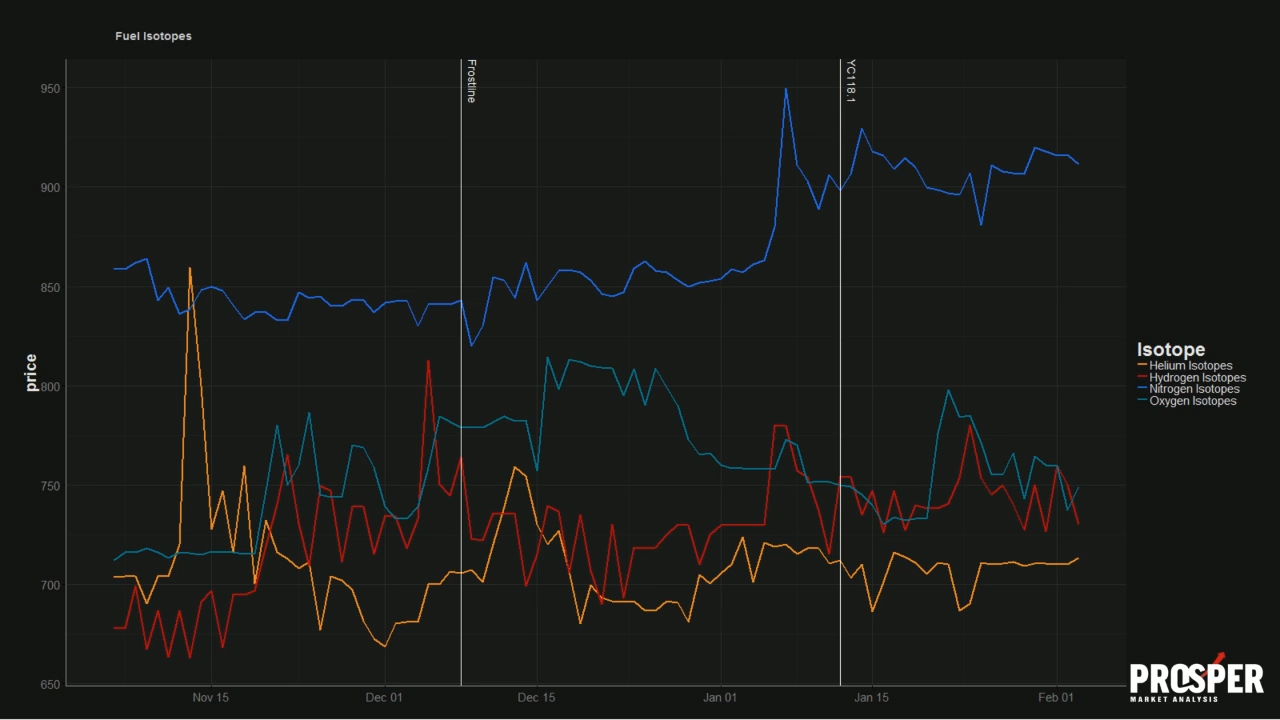 Fuel Isotopes
Frostline
YC118.1
950
900
850
800
750
700
650
price
Nov 15
Dec 01
Dec 15
Jan 01
Jan 15
Feb 01
Isotope
Helium Isotopes
Hydrogen Isotopes
Nitrogen Isotopes
Oxygen Isotopes
PROSPER
MARKET ANALYSIS